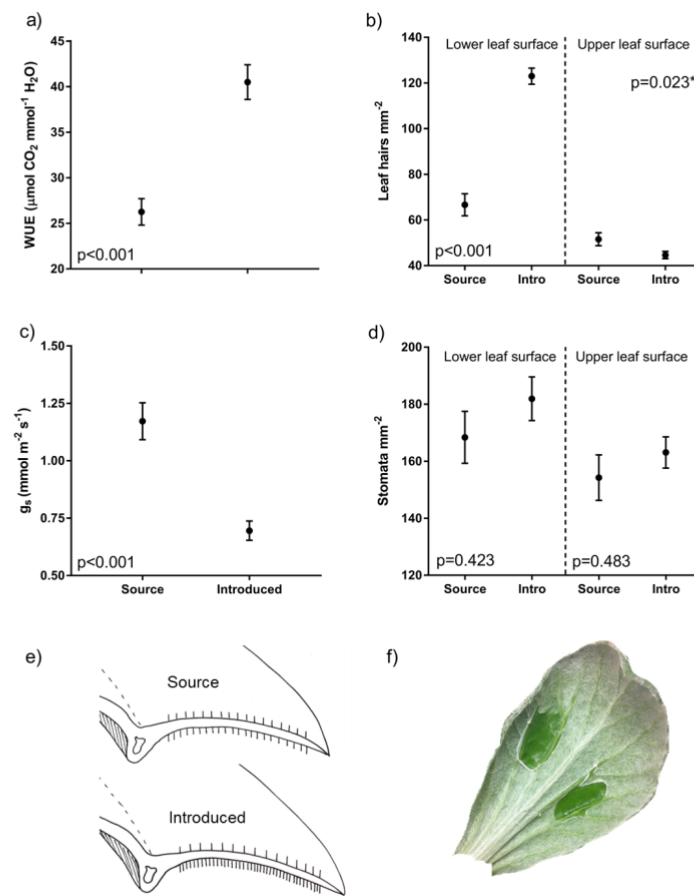 a)
WUE (μmol CO₂ mmol⁻¹ H₂O)
45
40
35
30
25
20
p<0.001
b)
Leaf hairs mm⁻²
140
120
100
80
60
40
Lower leaf surface
Upper leaf surface
p=0.023*
p<0.001
Source
Intro
Source
Intro
c)
gₛ (mmol m⁻² s⁻¹)
1.50
1.25
1.00
0.75
0.50
p<0.001
Source
Introduced
d)
Stomata mm⁻²
200
180
160
140
120
Lower leaf surface
Upper leaf surface
p=0.423
p=0.483
Source
Intro
Source
Intro
e)
Source
Introduced
f)